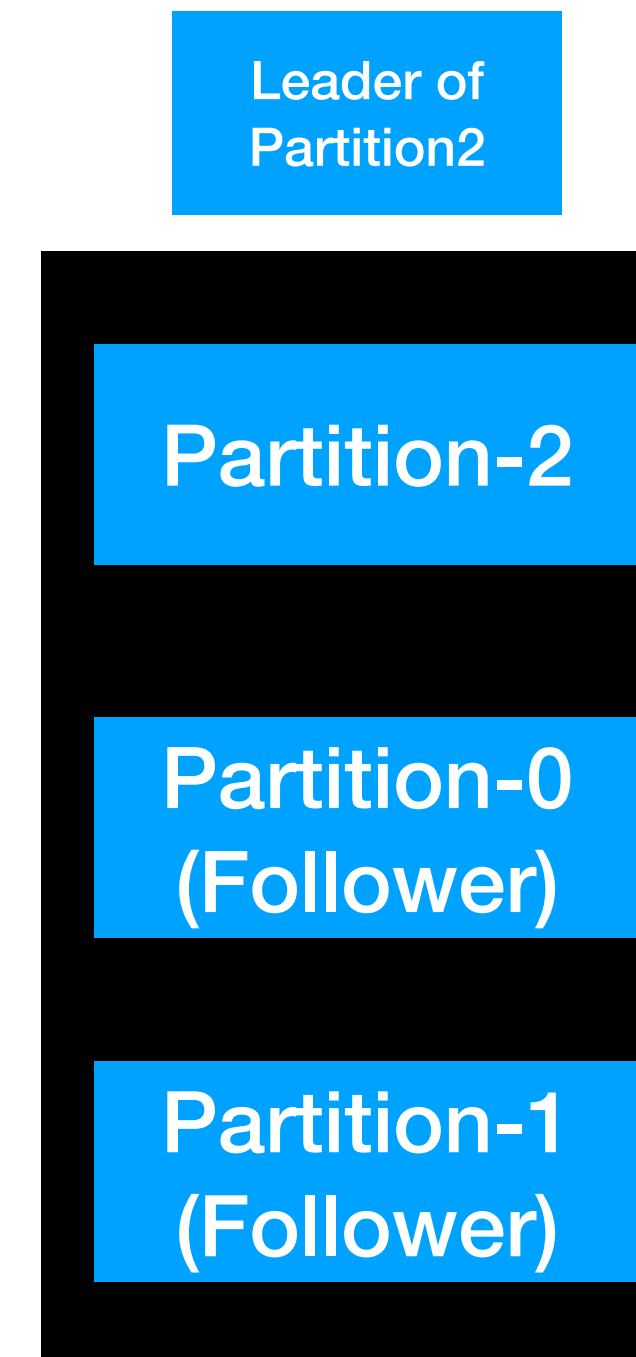 Leader of
Partition2
Partition-2
Partition-0
(Follower)
Partition-1
(Follower)